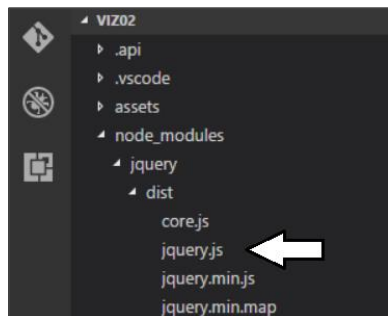 VIZ02
.api
.vscode
assets
node_modules
jquery
dist
core.js
jquery.js
jquery.min.js
jquery.min.map